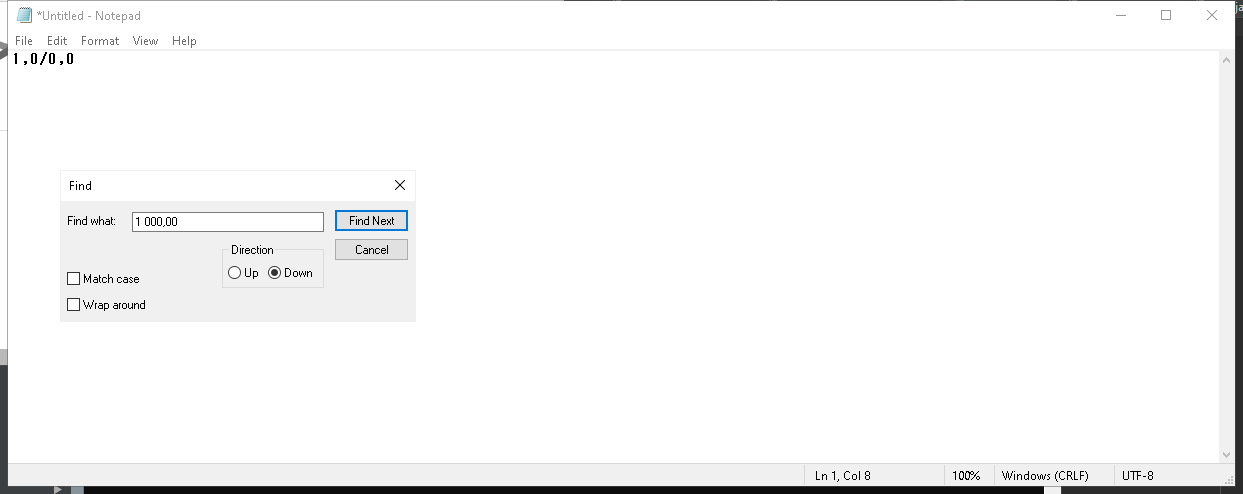 *Untitled - Notepad
File Edit Format View Help
1,0/0,0
Find
Find what: 1 000,00 Find Next
Direction Cancel
Up Down
Match case
Wrap around
Ln 1, Col 8 100% Windows (CRLF) UTF-8